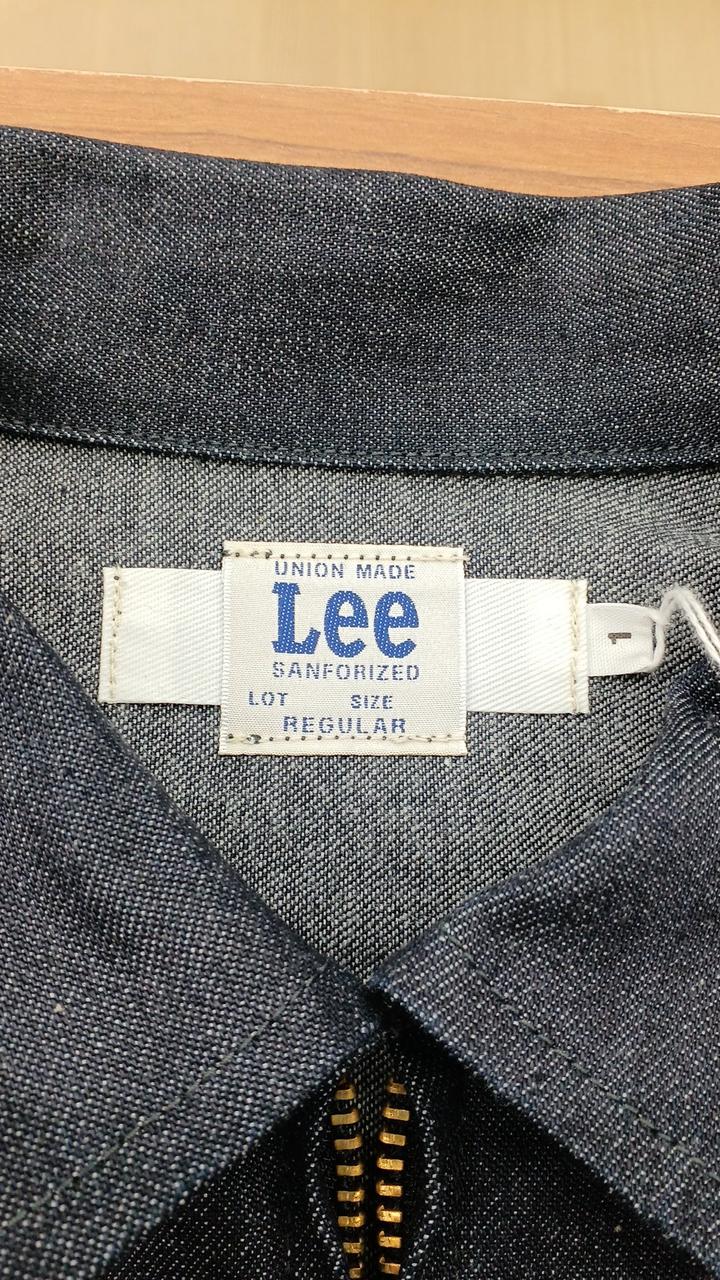 UNION MADE
Lee
SANFORIZED
LOT SIZE
REGULAR
1